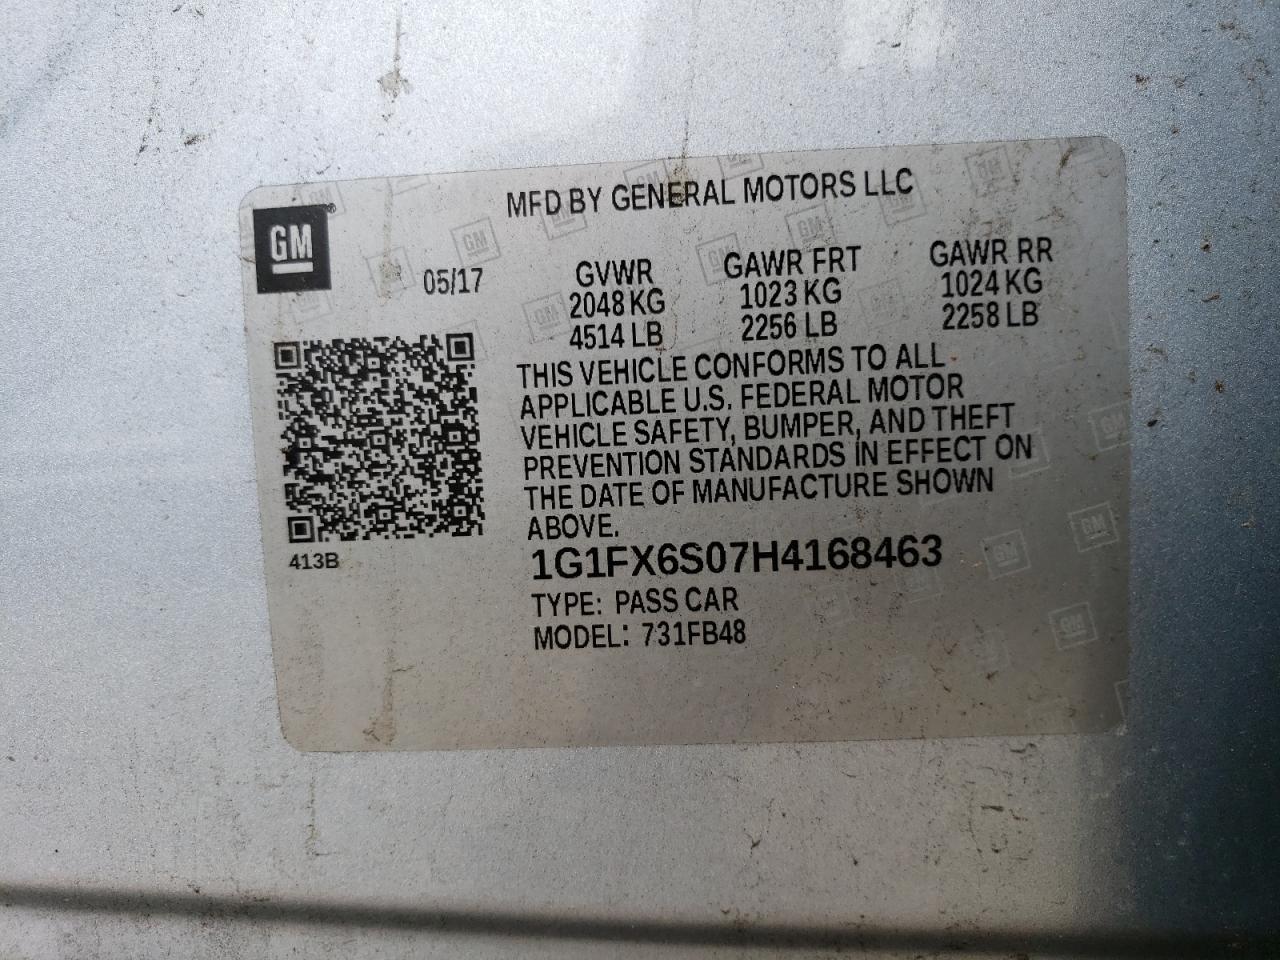 MFD BY GENERAL MOTORS LLC
GM
05/17
GVWR
2048 KG
4514 LB
GAWR FRT
1023 KG
2256 LB
GAWR RR
1024 KG
2258 LB
THIS VEHICLE CONFORMS TO ALL
APPLICABLE U.S. FEDERAL MOTOR
VEHICLE SAFETY, BUMPER, AND THEFT
PREVENTION STANDARDS IN EFFECT ON
THE DATE OF MANUFACTURE SHOWN
ABOVE.
413B
1G1FX6S07H4168463
TYPE: PASS CAR
MODEL: 731FB48